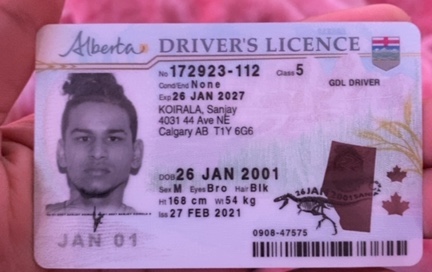 Alberta DRIVER'S LICENCE
No 172923-112 Class 5
Cond/End None GDL DRIVER
Exp 26 JAN 2027
KOIRALA, Sanjay
4031 44 Ave NE
Calgary AB T1Y 6G6
DOB 26 JAN 2001
Sex M Eyes Bro Hair Blk
Ht 168 cm Wt 54 kg
Iss 27 FEB 2021
JAN 01
0908-47575